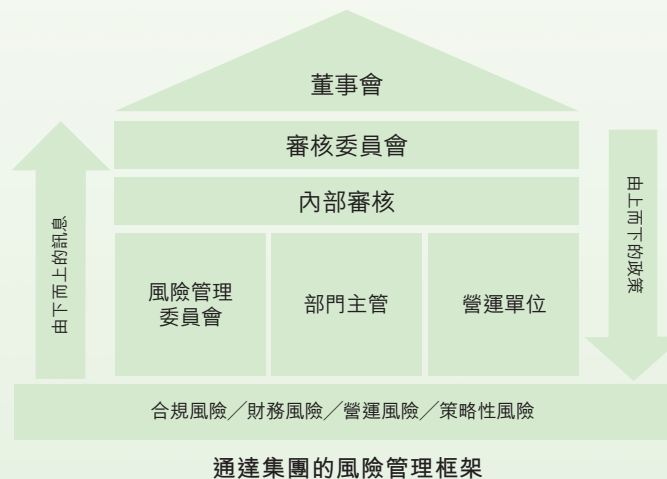 董事會
審核委員會
內部審核
由下而上的訊息
風險管理
委員會
部門主管
營運單位
由上而下的政策
合規風險╱財務風險╱營運風險╱策略性風險
通達集團的風險管理框架